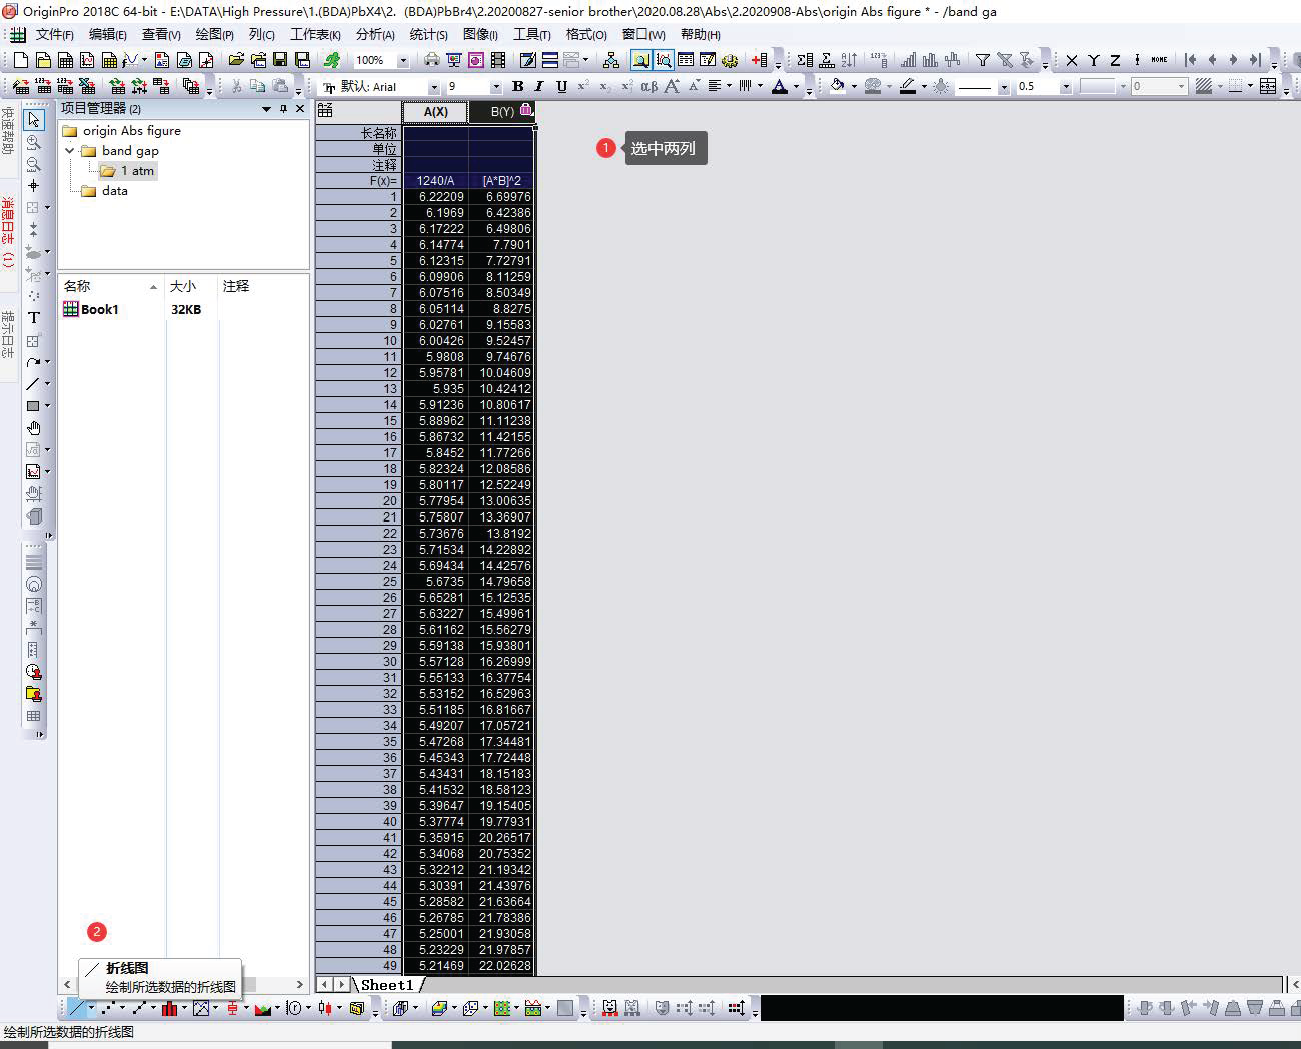 OriginPro 2018C 64-bit - E:\DATA\High Pressure\1.(BDA)PbX4\2. (BDA)PbBr4\2.20200827-senior brother\2020.08.28\Abs\2.2020908-Abs\origin Abs figure * - /band ga
文件(F) 编辑(E) 查看(V) 绘图(P) 列(C) 工作表(K) 分析(A) 统计(S) 图像(I) 工具(T) 格式(O) 窗口(W) 帮助(H)
100%
X Y Z HOME
默认: Arial 9 B I U αβ A A A 0.5 0
快速帮助
消息日志 (1)
提示日志
项目管理器 (2)
origin Abs figure
band gap
1 atm
data
名称 大小 注释
Book1 32KB
A(X) B(Y)
长名称
单位
注释
F(x)= 1240/A [A*B]^2
1 6.22209 6.69976
2 6.1969 6.42386
3 6.17222 6.49806
4 6.14774 7.7901
5 6.12315 7.72791
6 6.09906 8.11259
7 6.07516 8.50349
8 6.05114 8.8275
9 6.02761 9.15583
10 6.00426 9.52457
11 5.9808 9.74676
12 5.95781 10.04609
13 5.935 10.42412
14 5.91236 10.80617
15 5.88962 11.11238
16 5.86732 11.42155
17 5.8452 11.77266
18 5.82324 12.08586
19 5.80117 12.52249
20 5.77954 13.00635
21 5.75807 13.36907
22 5.73676 13.8192
23 5.71534 14.22892
24 5.69434 14.42576
25 5.6735 14.79658
26 5.65281 15.12535
27 5.63227 15.49961
28 5.61162 15.56279
29 5.59138 15.93801
30 5.57128 16.26999
31 5.55133 16.37754
32 5.53152 16.52963
33 5.51185 16.81667
34 5.49207 17.05721
35 5.47268 17.34481
36 5.45343 17.72448
37 5.43431 18.15183
38 5.41532 18.58123
39 5.39647 19.15405
40 5.37774 19.77931
41 5.35915 20.26517
42 5.34068 20.75352
43 5.32212 21.19342
44 5.30391 21.43976
45 5.28582 21.63664
46 5.26785 21.78386
47 5.25001 21.93058
48 5.23229 21.97857
49 5.21469 22.02628
Sheet1
1 选中两列
2
折线图
绘制所选数据的折线图
绘制所选数据的折线图